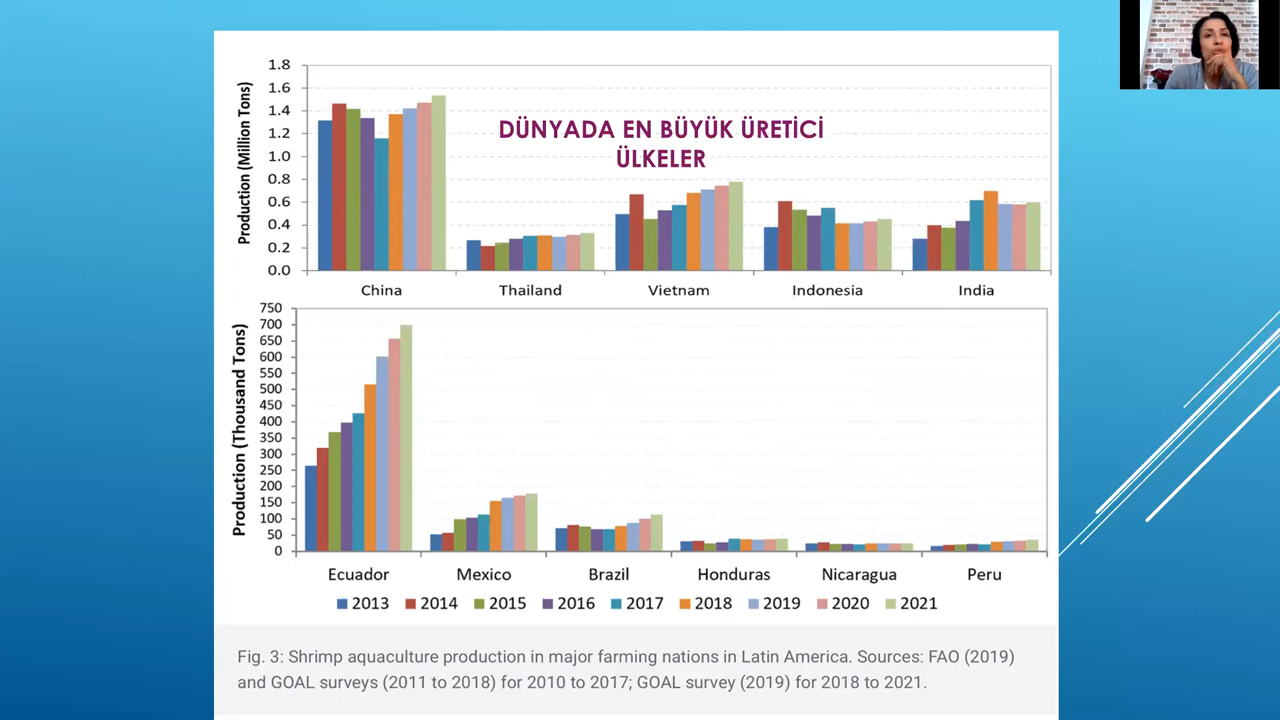 Production (Million Tons)
1.8
1.6
1.4
1.2
1.0
0.8
0.6
0.4
0.2
0.0
DÜNYADA EN BÜYÜK ÜRETİCİ
ÜLKELER
China Thailand Vietnam Indonesia India
Production (Thousand Tons)
750
700
650
600
550
500
450
400
350
300
250
200
150
100
50
0
Ecuador Mexico Brazil Honduras Nicaragua Peru
2013 2014 2015 2016 2017 2018 2019 2020 2021
Fig. 3: Shrimp aquaculture production in major farming nations in Latin America. Sources: FAO (2019)
and GOAL surveys (2011 to 2018) for 2010 to 2017; GOAL survey (2019) for 2018 to 2021.